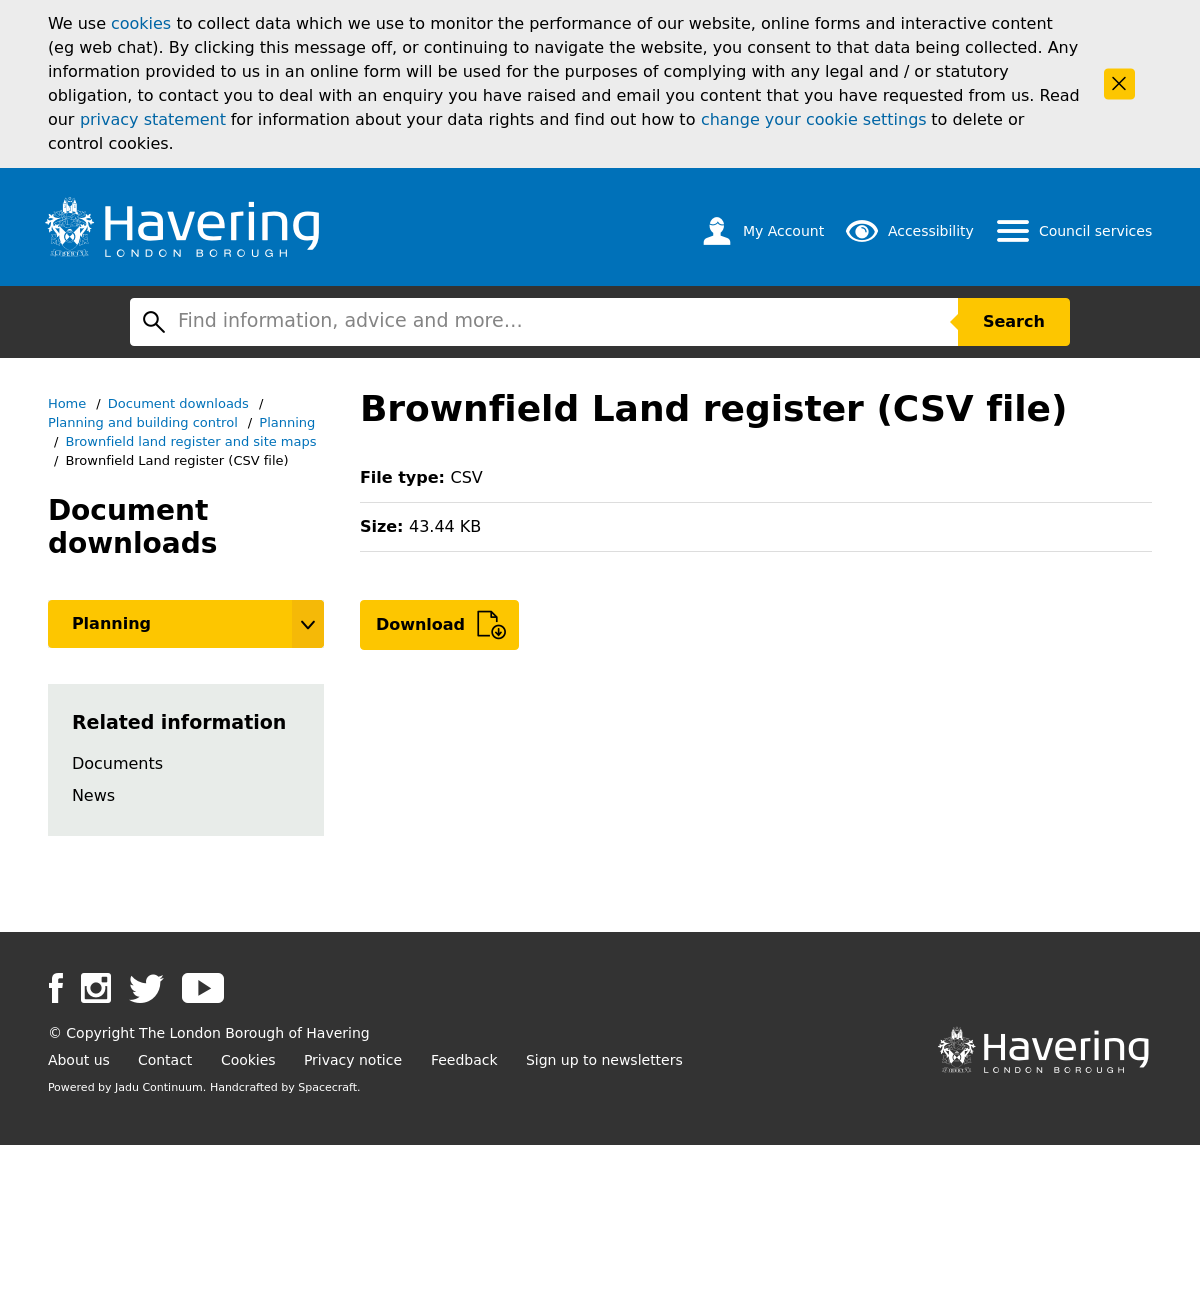 We use cookies to collect data which we use to monitor the performance of our website, online forms and interactive content
(eg web chat). By clicking this message off, or continuing to navigate the website, you consent to that data being collected. Any
information provided to us in an online form will be used for the purposes of complying with any legal and / or statutory
obligation, to contact you to deal with an enquiry you have raised and email you content that you have requested from us. Read
our privacy statement for information about your data rights and find out how to change your cookie settings to delete or
control cookies.
Havering
LONDON BOROUGH
My Account
Accessibility
Council services
Find information, advice and more...
Search
Home / Document downloads /
Planning and building control / Planning
/ Brownfield land register and site maps
/ Brownfield Land register (CSV file)
Document
downloads
Planning
Related information
Documents
News
Brownfield Land register (CSV file)
File type: CSV
Size: 43.44 KB
Download
© Copyright The London Borough of Havering
About us Contact Cookies Privacy notice Feedback Sign up to newsletters
Powered by Jadu Continuum. Handcrafted by Spacecraft.
Havering
LONDON BOROUGH